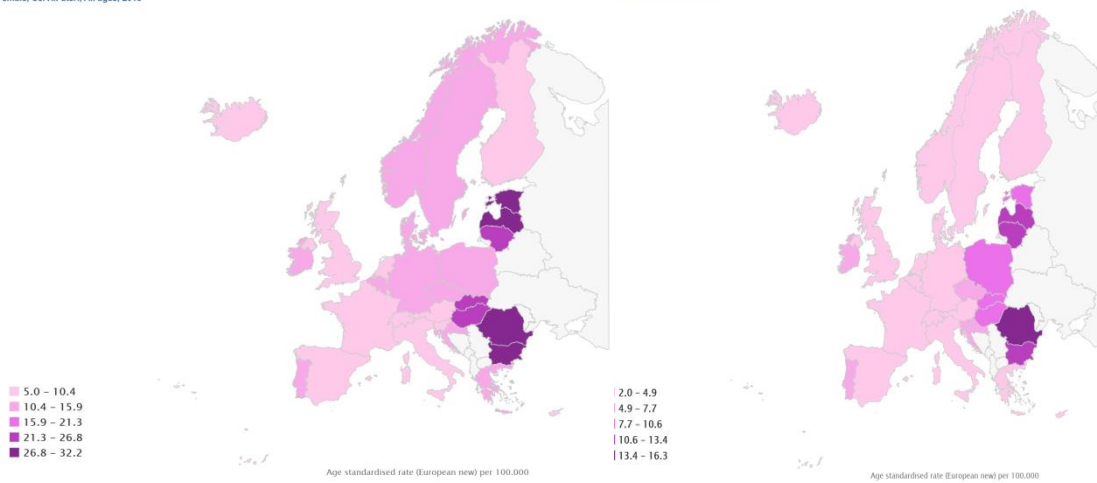 5.0 – 10.4
10.4 – 15.9
15.9 – 21.3
21.3 – 26.8
26.8 – 32.2
Age standardised rate (European new) per 100.000
2.0 – 4.9
4.9 – 7.7
7.7 – 10.6
10.6 – 13.4
13.4 – 16.3
Age standardised rate (European new) per 100.000